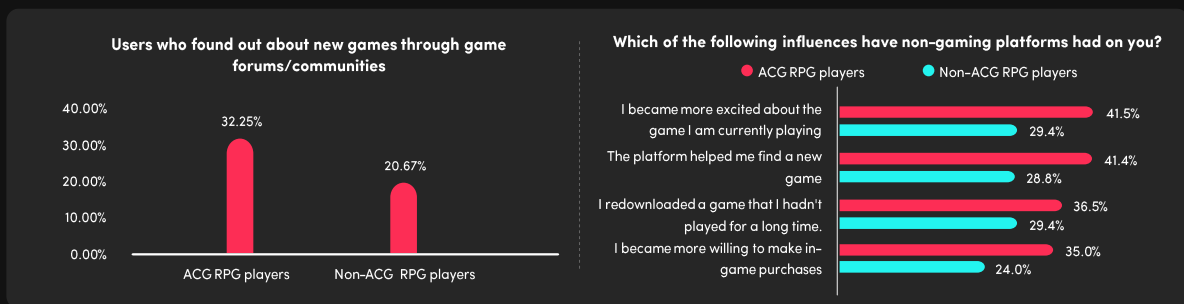 Users who found out about new games through game
forums/communities
40.00%
30.00%
20.00%
10.00%
0.00%
32.25%
20.67%
ACG RPG players
Non-ACG RPG players
Which of the following influences have non-gaming platforms had on you?
ACG RPG players
Non-ACG RPG players
I became more excited about the
game I am currently playing
41.5%
29.4%
The platform helped me find a new
game
41.4%
28.8%
I redownloaded a game that I hadn't
played for a long time.
36.5%
29.4%
I became more willing to make in-
game purchases
35.0%
24.0%